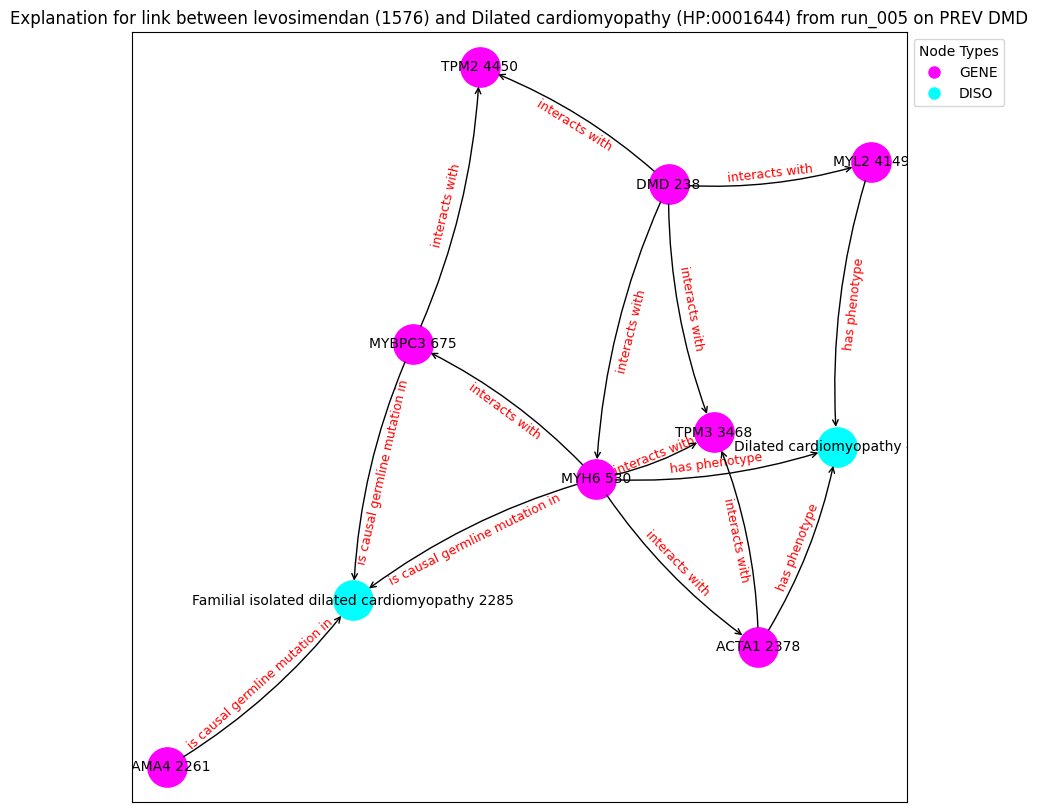 Explanation for link between levosimendan (1576) and Dilated cardiomyopathy (HP:0001644) from run_005 on PREV DMD
Node Types
GENE
DISO
TPM2 4450
interacts with
MYL2 4149
interacts with
DMD 238
interacts with
has phenotype
interacts with
interacts with
MYBPC3 675
interacts with
TPM3 3468
Dilated cardiomyopathy
interacts with
has phenotype
MYH6 530
is causal germline mutation in
is causal germline mutation in
interacts with
interacts with
has phenotype
Familial isolated dilated cardiomyopathy 2285
ACTA1 2378
is causal germline mutation in
AMA4 2261